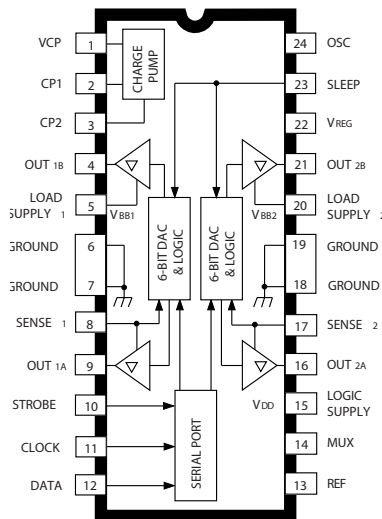 VCP 1
CP1 2
CP2 3
OUT 1B 4
LOAD SUPPLY 1 5
GROUND 6
GROUND 7
SENSE 1 8
OUT 1A 9
STROBE 10
CLOCK 11
DATA 12
CHARGE PUMP
VBB1
6-BIT DAC & LOGIC
6-BIT DAC & LOGIC
VBB2
VDD
SERIAL PORT
24 OSC
23 SLEEP
22 VREG
21 OUT 2B
20 LOAD SUPPLY 2
19 GROUND
18 GROUND
17 SENSE 2
16 OUT 2A
15 LOGIC SUPPLY
14 MUX
13 REF